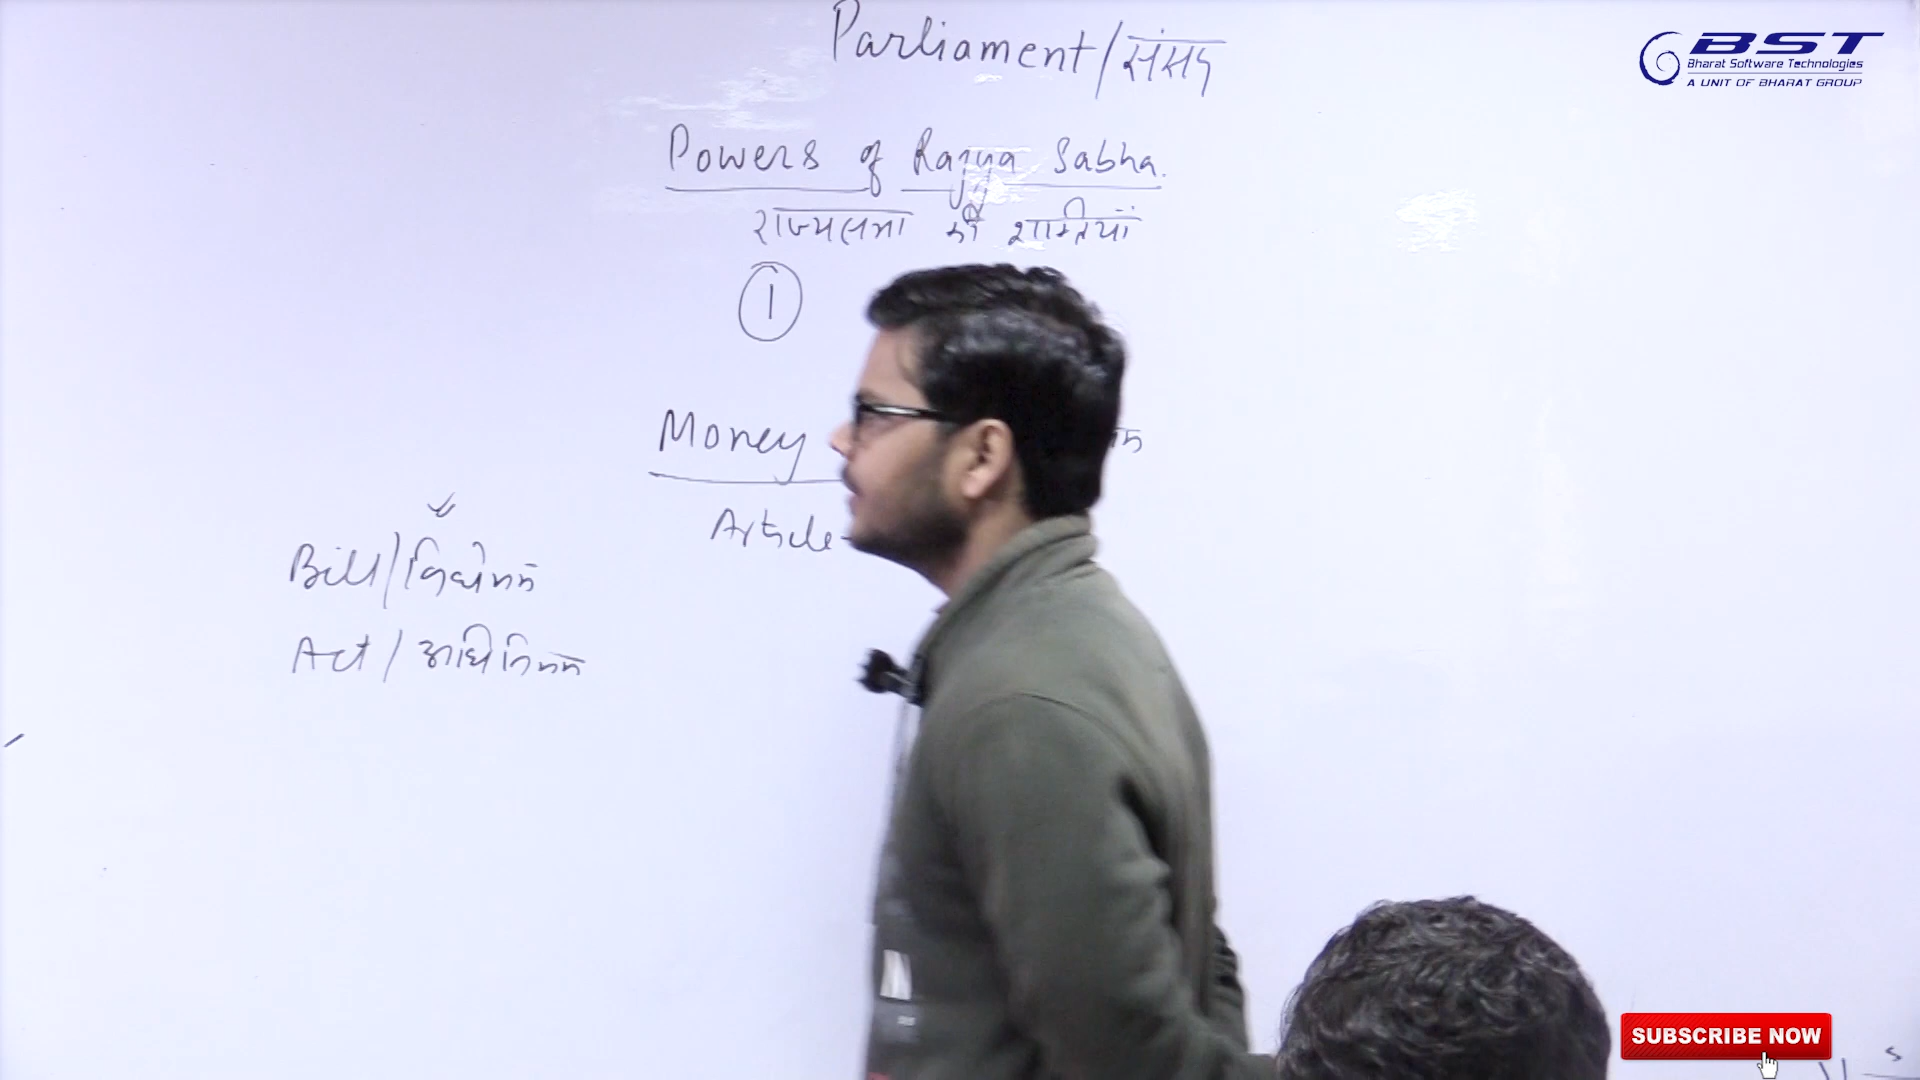 Parliament/संसद
BST
Bharat Software Technologies
A UNIT OF BHARAT GROUP
Powers of Rajya Sabha.
राज्यसभा की शक्तियां
1
Money
Article-
Bill/विधेयक
Act/अधिनियम
N
SUBSCRIBE NOW